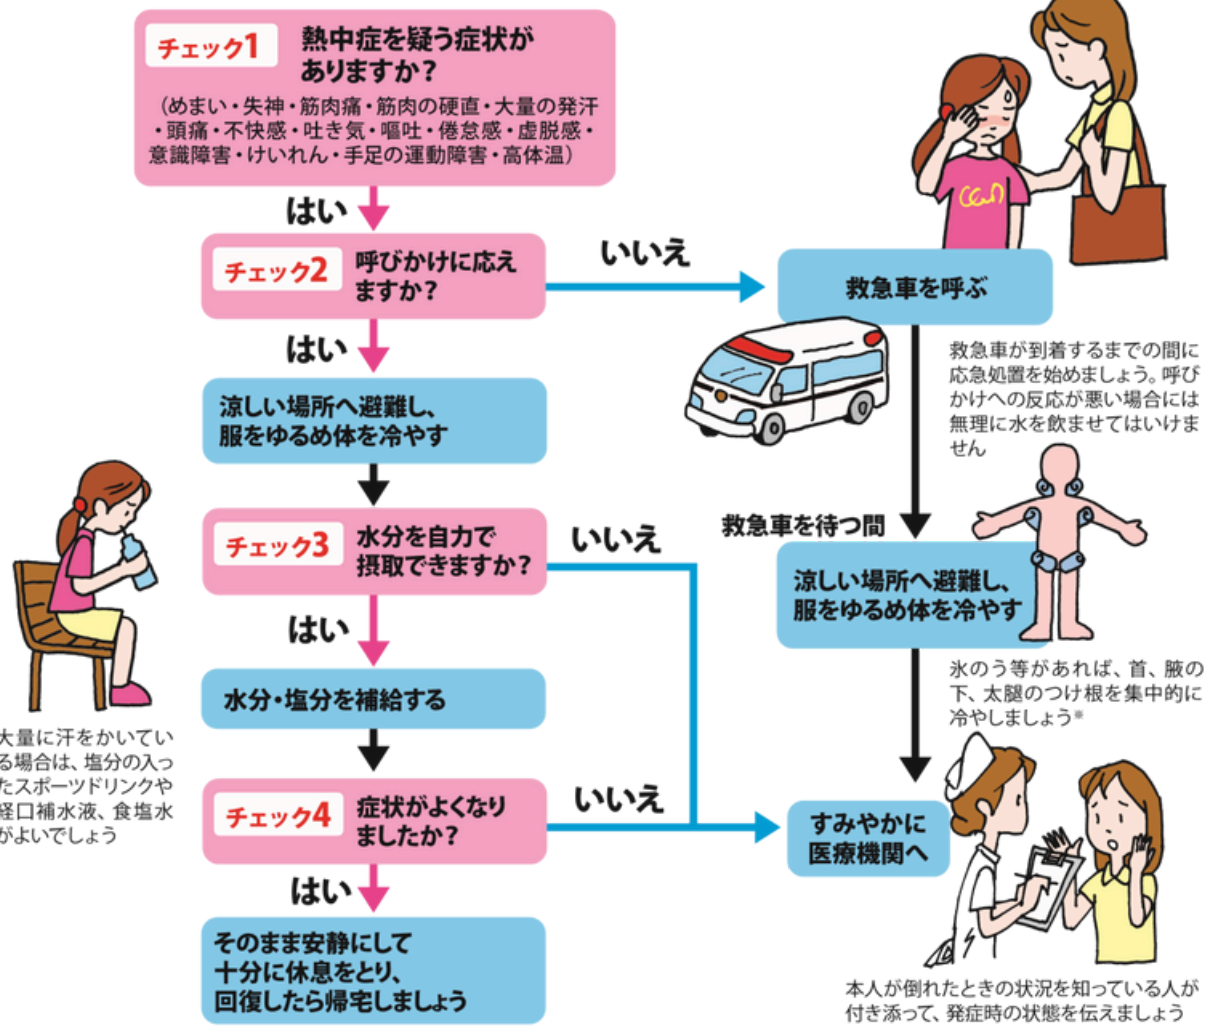 チェック1
熱中症を疑う症状が
ありますか?
(めまい・失神・筋肉痛・筋肉の硬直・大量の発汗
・頭痛・不快感・吐き気・嘔吐・倦怠感・虚脱感・
意識障害・けいれん・手足の運動障害・高体温)
はい
チェック2
呼びかけに応え
ますか?
いいえ
救急車を呼ぶ
救急車が到着するまでの間に
応急処置を始めましょう。呼び
かけへの反応が悪い場合には
無理に水を飲ませてはいけま
せん
はい
涼しい場所へ避難し、
服をゆるめ体を冷やす
チェック3
水分を自力で
摂取できますか?
いいえ
救急車を待つ間
涼しい場所へ避難し、
服をゆるめ体を冷やす
氷のう等があれば、首、腋の
下、太腿のつけ根を集中的に
冷やしましょう※
はい
水分・塩分を補給する
大量に汗をかいてい
る場合は、塩分の入っ
たスポーツドリンクや
経口補水液、食塩水
がよいでしょう
チェック4
症状がよくなり
ましたか?
いいえ
すみやかに
医療機関へ
はい
そのまま安静にして
十分に休息をとり、
回復したら帰宅しましょう
本人が倒れたときの状況を知っている人が
付き添って、発症時の状態を伝えましょう